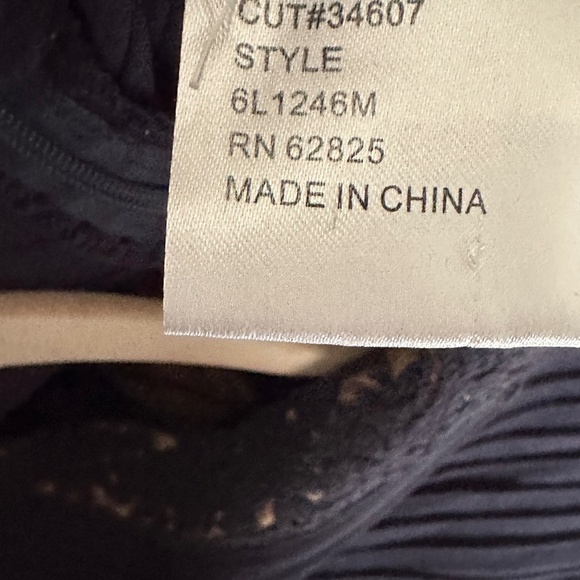 CUT#34607
STYLE
6L1246M
RN 62825
MADE IN CHINA